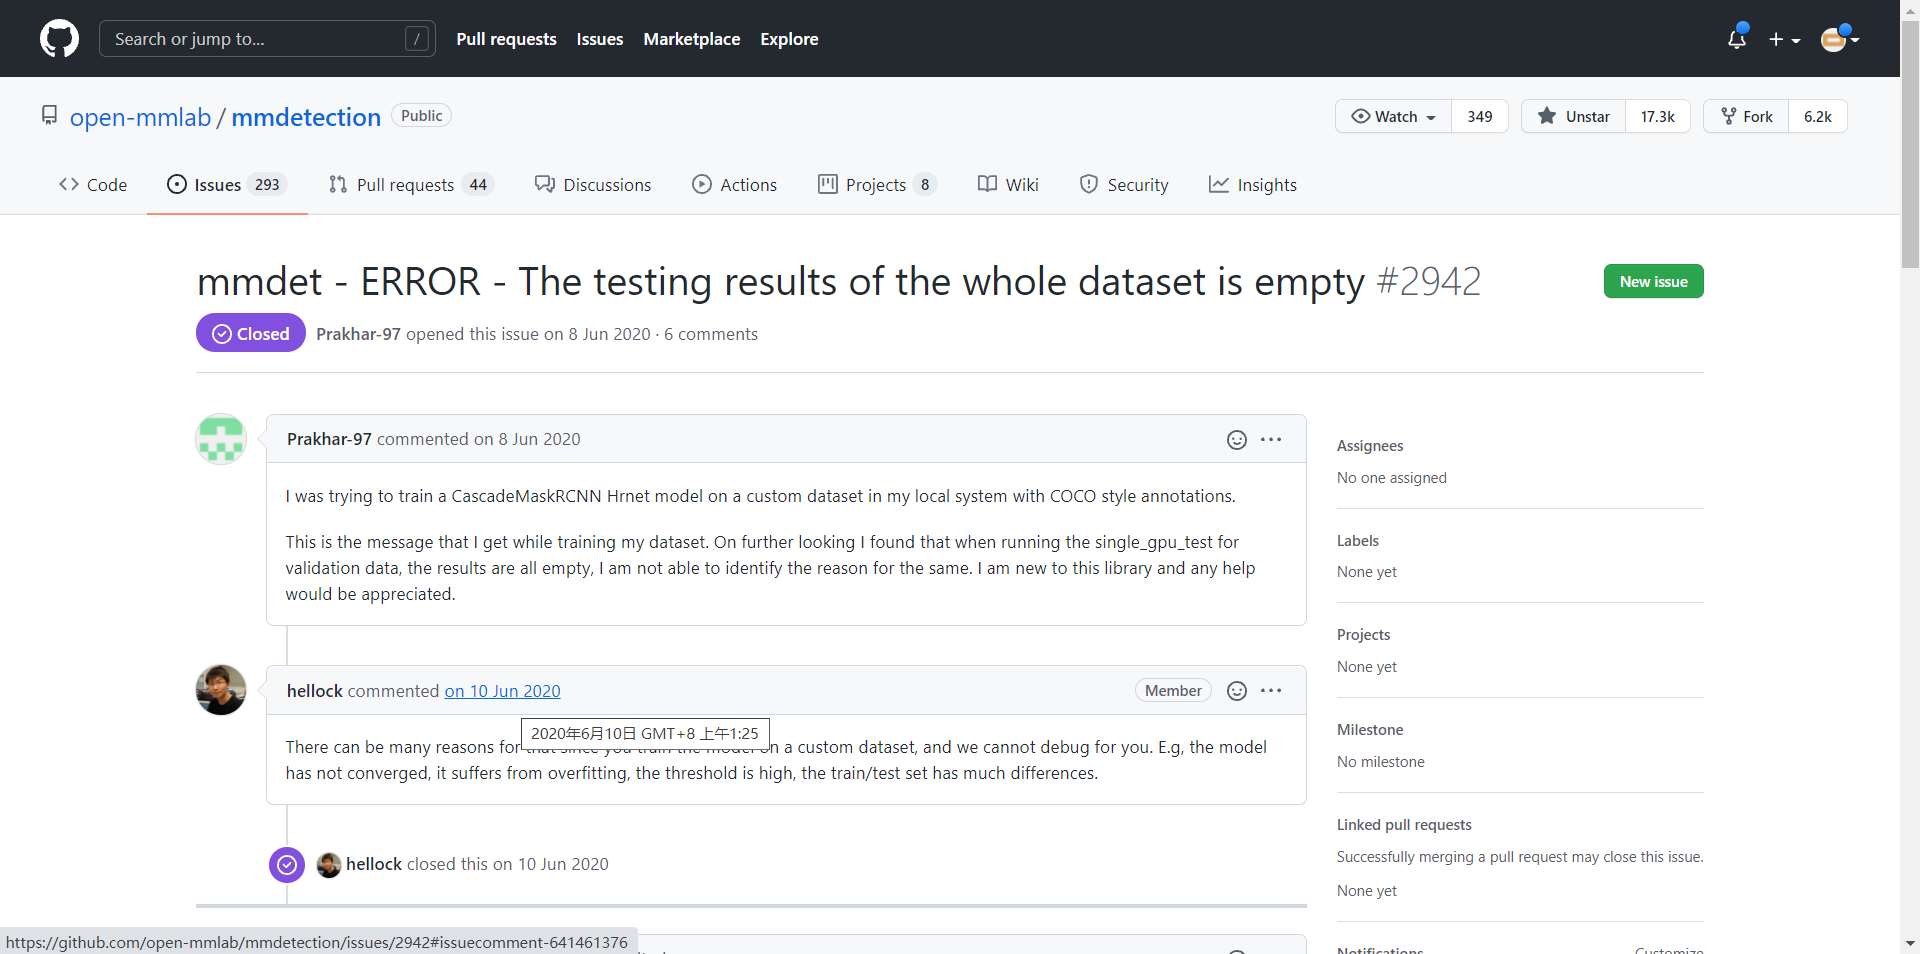 Search or jump to... /
Pull requests Issues Marketplace Explore
open-mmlab / mmdetection Public
Watch 349 Unstar 17.3k Fork 6.2k
Code Issues 293 Pull requests 44 Discussions Actions Projects 8 Wiki Security Insights
mmdet - ERROR - The testing results of the whole dataset is empty #2942
New issue
Closed Prakhar-97 opened this issue on 8 Jun 2020 · 6 comments
Prakhar-97 commented on 8 Jun 2020
I was trying to train a CascadeMaskRCNN Hrnet model on a custom dataset in my local system with COCO style annotations.
This is the message that I get while training my dataset. On further looking I found that when running the single_gpu_test for
validation data, the results are all empty, I am not able to identify the reason for the same. I am new to this library and any help
would be appreciated.
hellock commented on 10 Jun 2020
Member
2020年6月10日 GMT+8 上午1:25
There can be many reasons for that since you train the model on a custom dataset, and we cannot debug for you. E.g, the model
has not converged, it suffers from overfitting, the threshold is high, the train/test set has much differences.
hellock closed this on 10 Jun 2020
Assignees
No one assigned
Labels
None yet
Projects
None yet
Milestone
No milestone
Linked pull requests
Successfully merging a pull request may close this issue.
None yet
Notifications Customize
https://github.com/open-mmlab/mmdetection/issues/2942#issuecomment-641461376